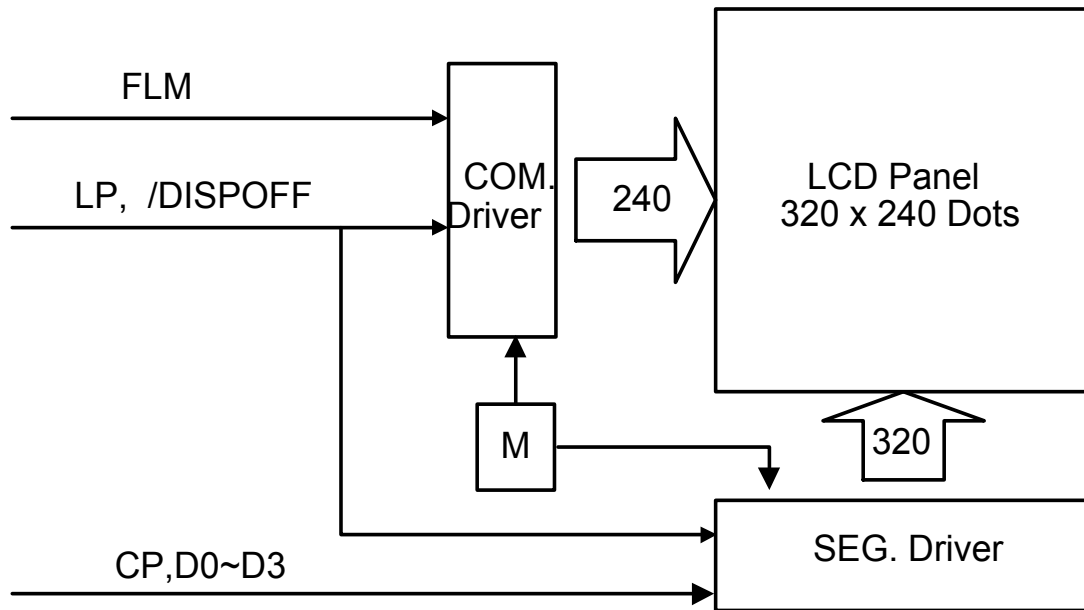 FLM
LP, /DISPOFF
COM.
Driver
240
LCD Panel
320 x 240 Dots
M
320
SEG. Driver
CP,D0~D3